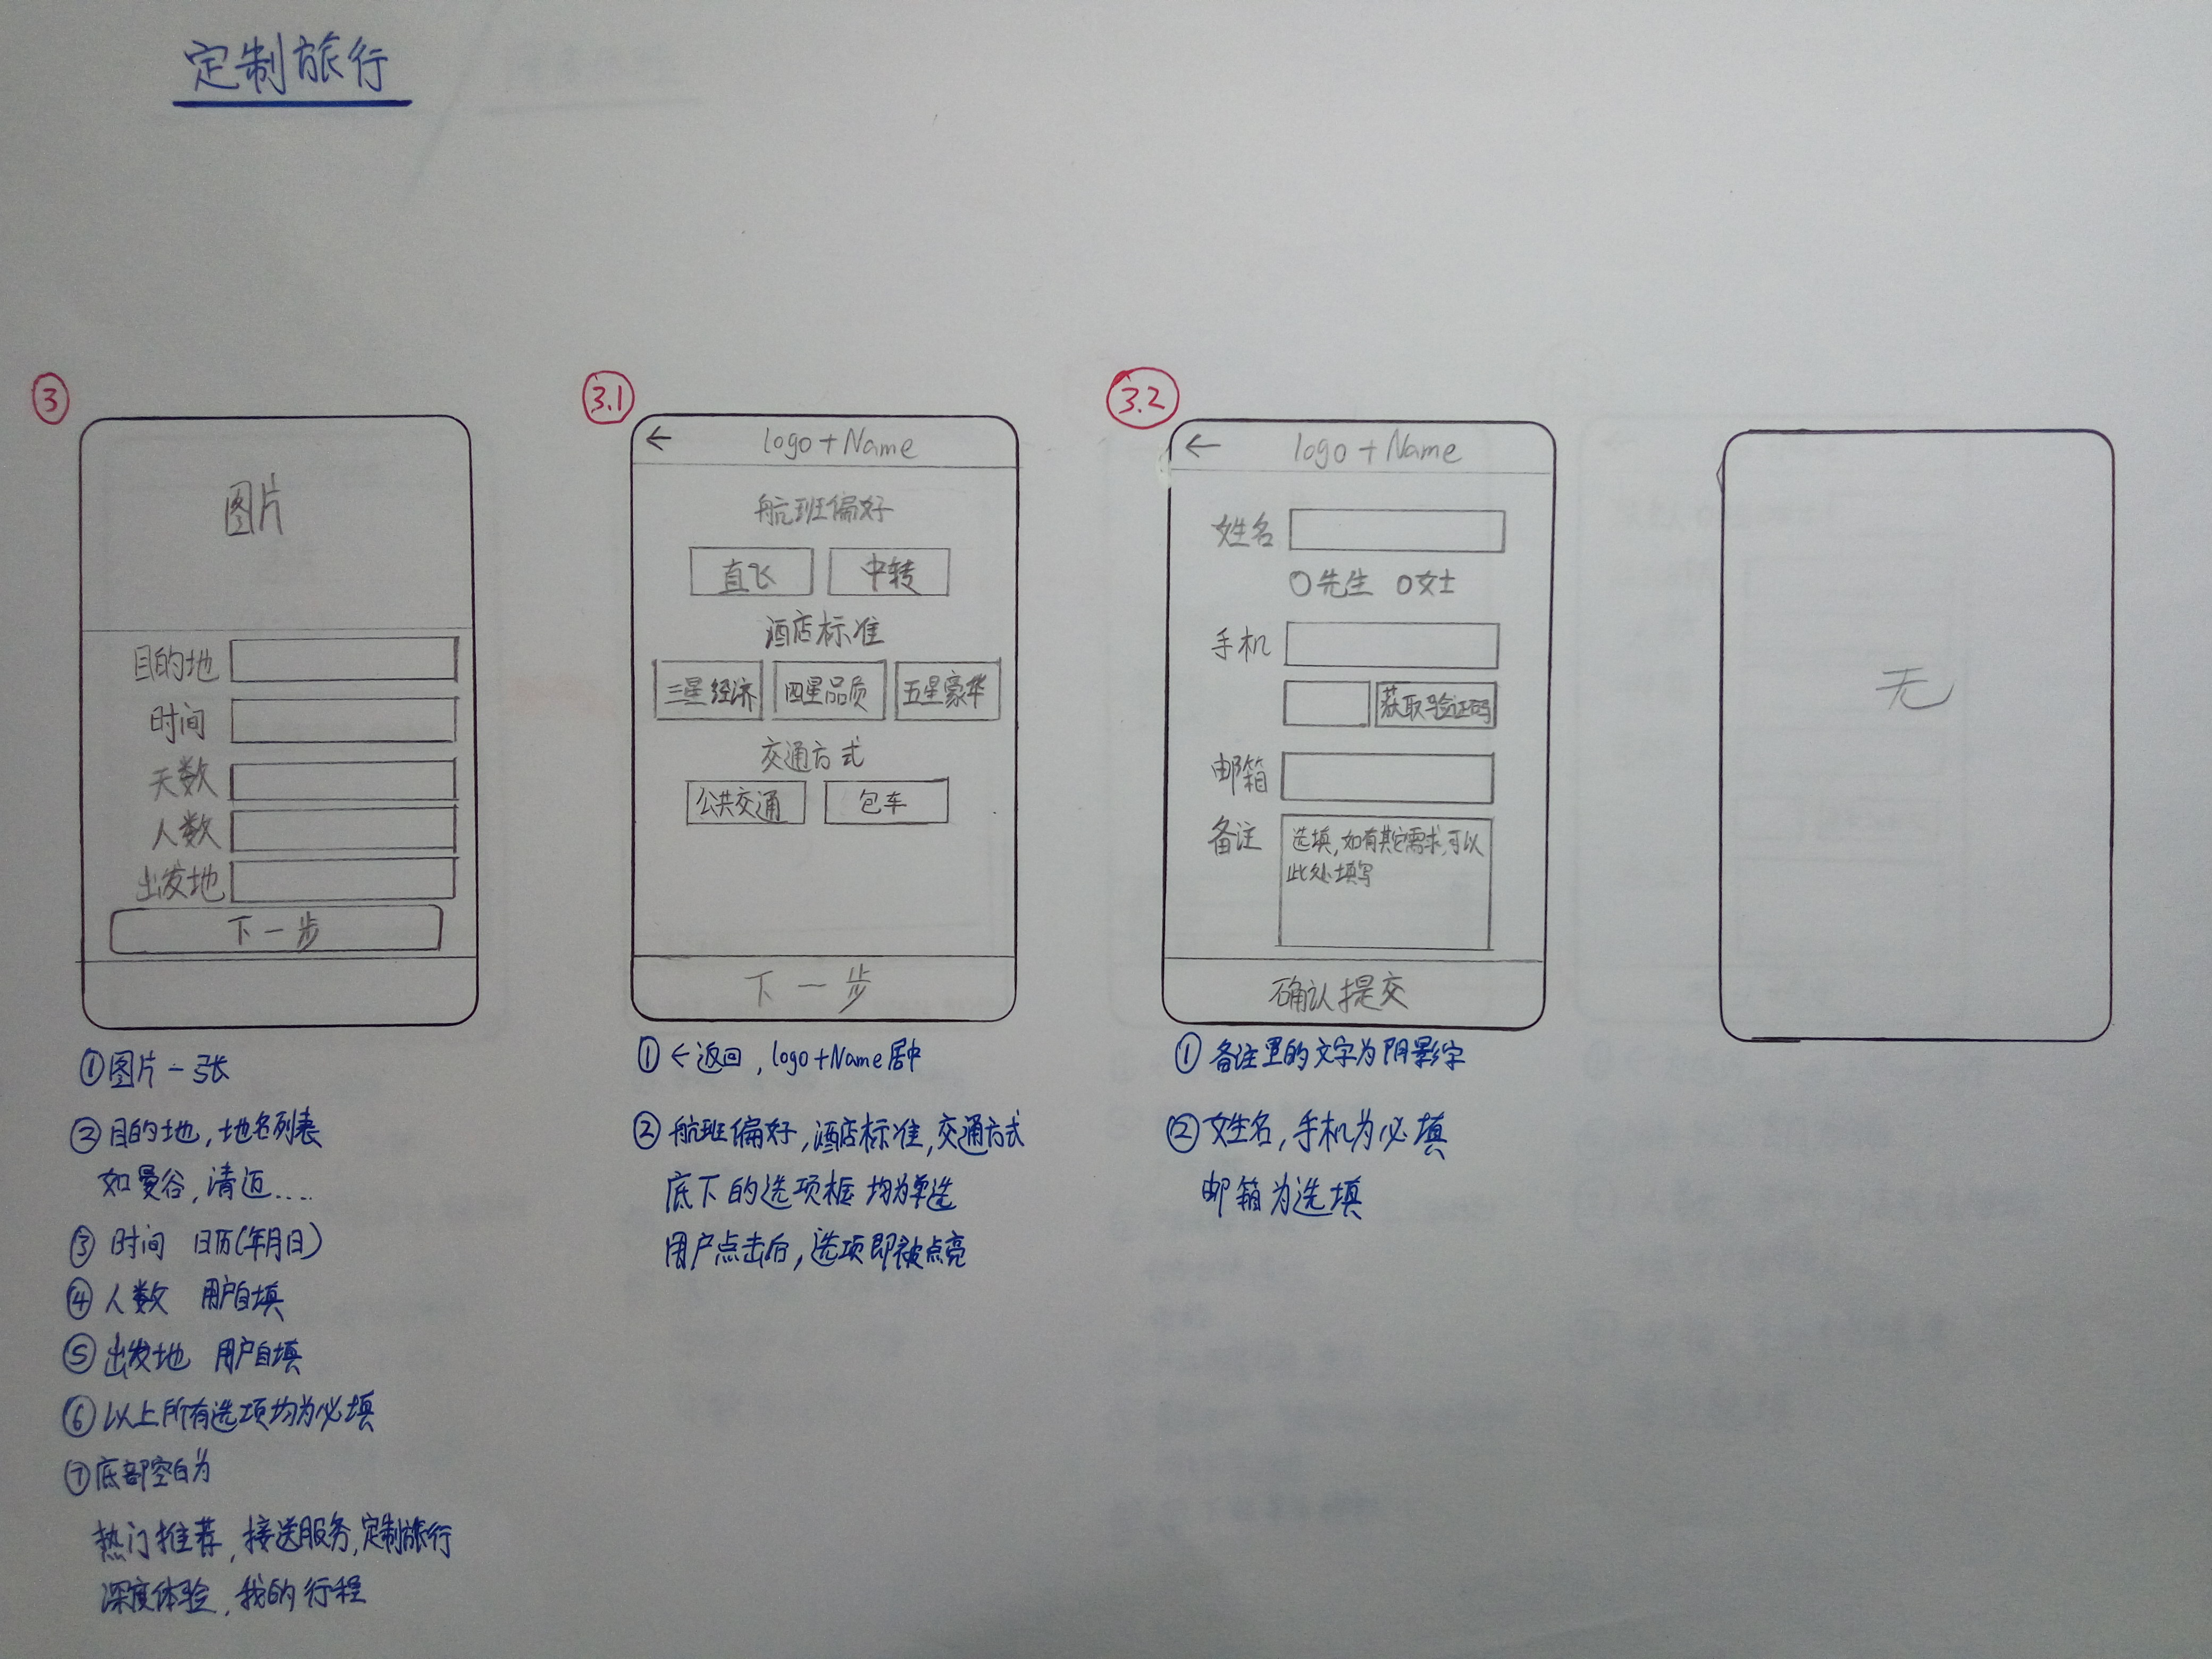 定制旅行
3
图片
目的地
时间
天数
人数
出发地
下一步
①图片一张
②目的地,地名列表
如曼谷,清迈....
③时间 日历(年月日)
④人数 用户自填
⑤出发地 用户自填
⑥以上所有选项均为必填
⑦底部空白为
热门推荐,接送服务,定制旅行
深度体验,我的行程
3.1
← logo+Name
航班偏好
直飞 中转
酒店标准
三星经济 四星品质 五星豪华
交通方式
公共交通 包车
下一步
①←返回,logo+Name居中
②航班偏好,酒店标准,交通方式
底下的选项框均为单选
用户点击后,选项即被点亮
3.2
← logo+Name
姓名
○先生 ○女士
手机
获取验证码
邮箱
备注 选填,如有其它需求,可以
此处填写
确认提交
①备注里的文字为阴影字
②姓名,手机为必填
邮箱为选填
无